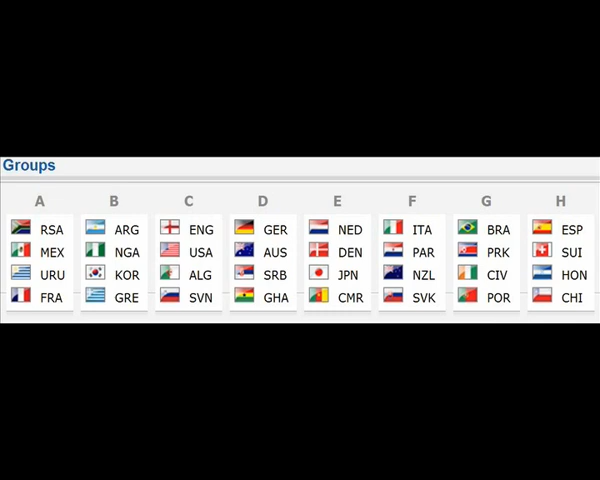 Groups
A B C D E F G H
RSA ARG ENG GER NED ITA BRA ESP
MEX NGA USA AUS DEN PAR PRK SUI
URU KOR ALG SRB JPN NZL CIV HON
FRA GRE SVN GHA CMR SVK POR CHI